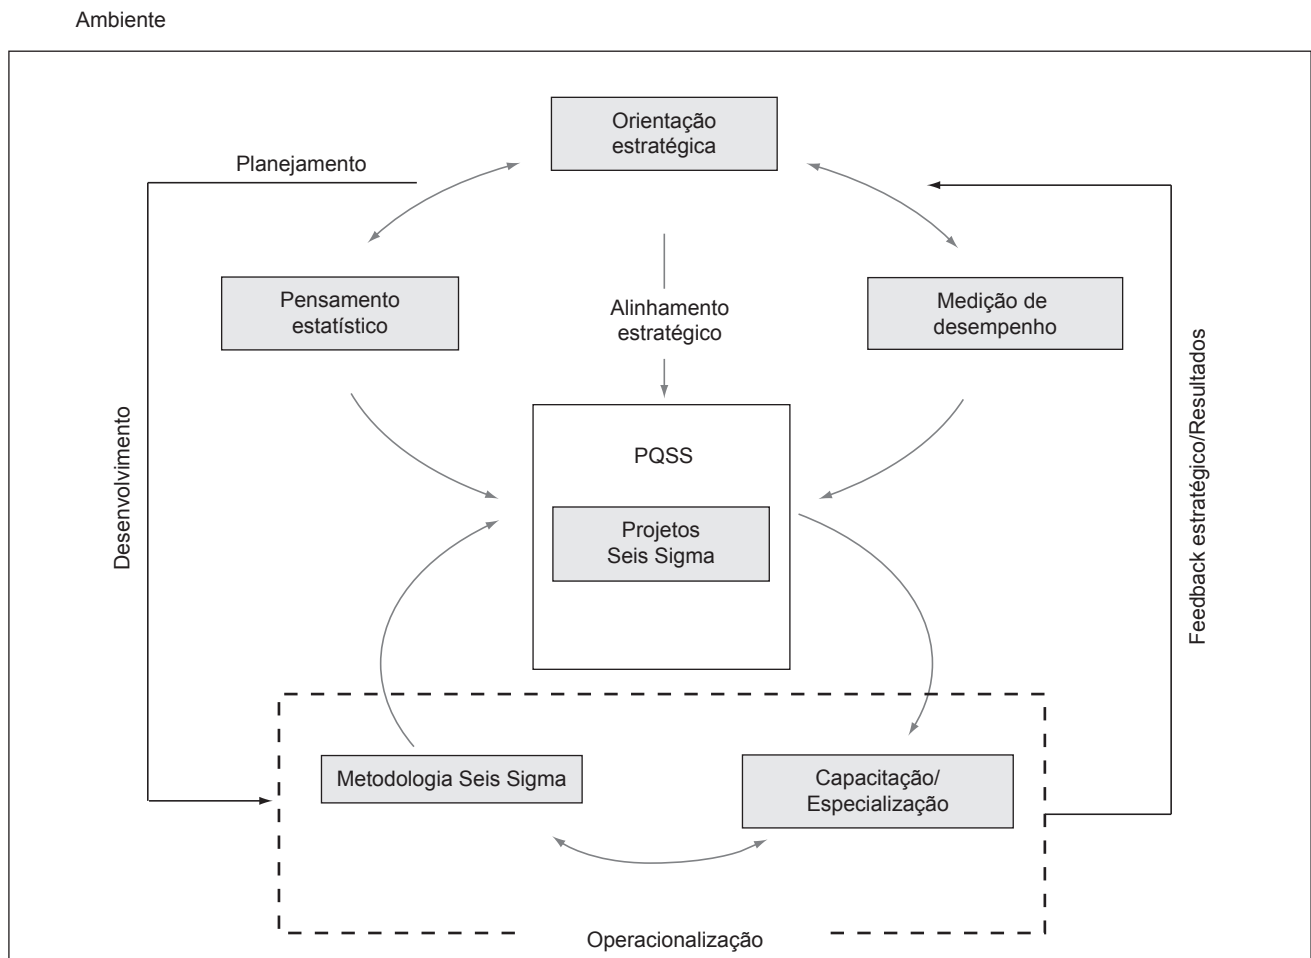 Ambiente
Orientação
estratégica
Planejamento
Pensamento
estatístico
Alinhamento
estratégico
Medição de
desempenho
Desenvolvimento
Feedback estratégico/Resultados
PQSS
Projetos
Seis Sigma
Metodologia Seis Sigma
Capacitação/
Especialização
Operacionalização